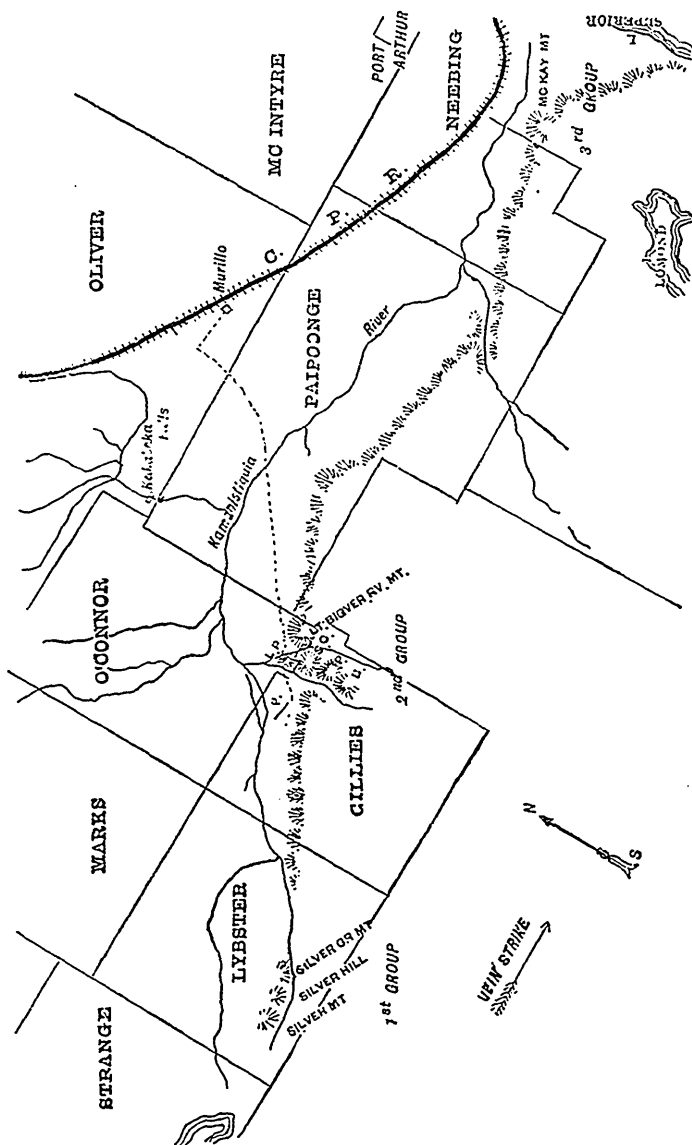 SUPERIOR
L
PORT
ARTHUR
MC INTYRE
NEEBING
MC KAY MT
3rd GROUP
OLIVER
C. P. R.
Murillo
LOMOND
PAIPOONGE
River
Kaministiquia
O'CONNOR
P.
P.
S
O.
P.
U.
2nd GROUP
GILLIES
MARKS
LYBSTER
SILVER MT
SILVER HILL
1st GROUP
STRANGE
N
S
VEIN' STRIKE